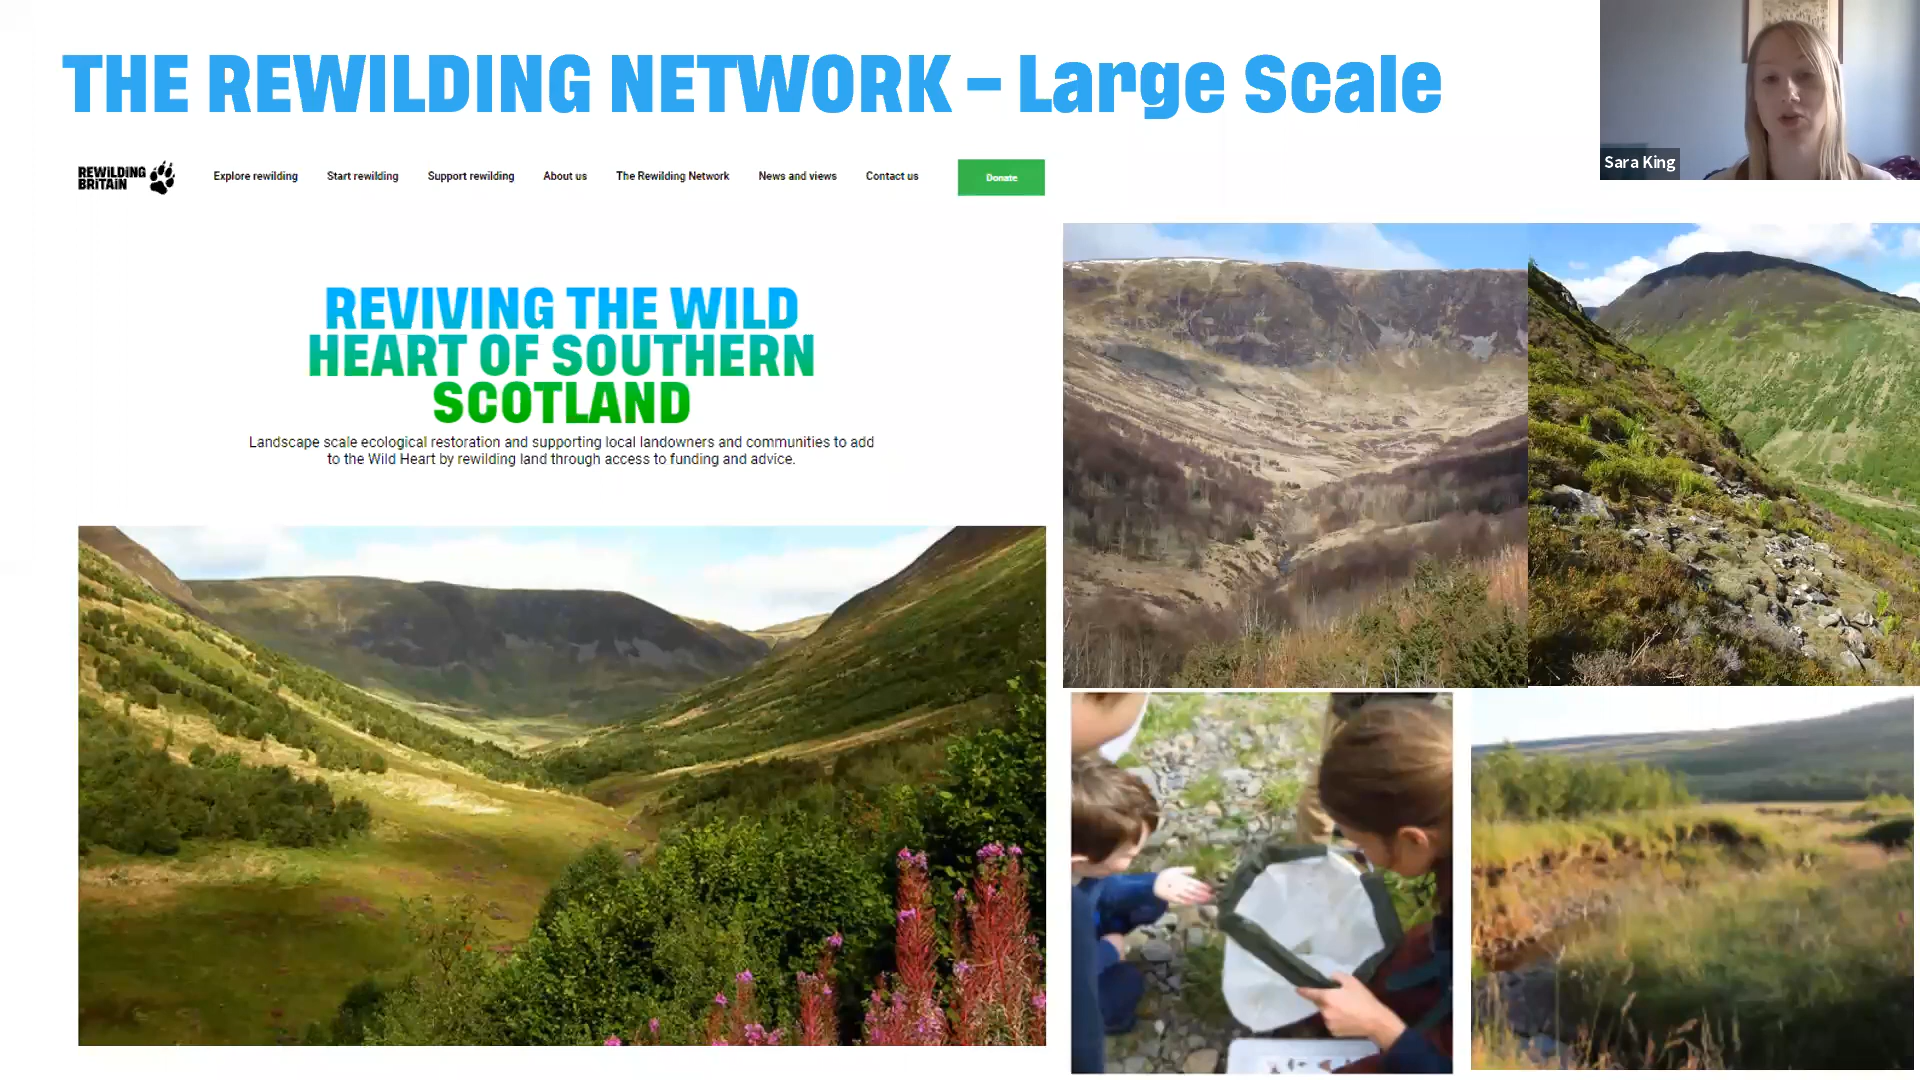 THE REWILDING NETWORK – Large Scale
Sara King
REWILDING
BRITAIN
Explore rewilding
Start rewilding
Support rewilding
About us
The Rewilding Network
News and views
Contact us
Donate
REVIVING THE WILD
HEART OF SOUTHERN
SCOTLAND
Landscape scale ecological restoration and supporting local landowners and communities to add
to the Wild Heart by rewilding land through access to funding and advice.